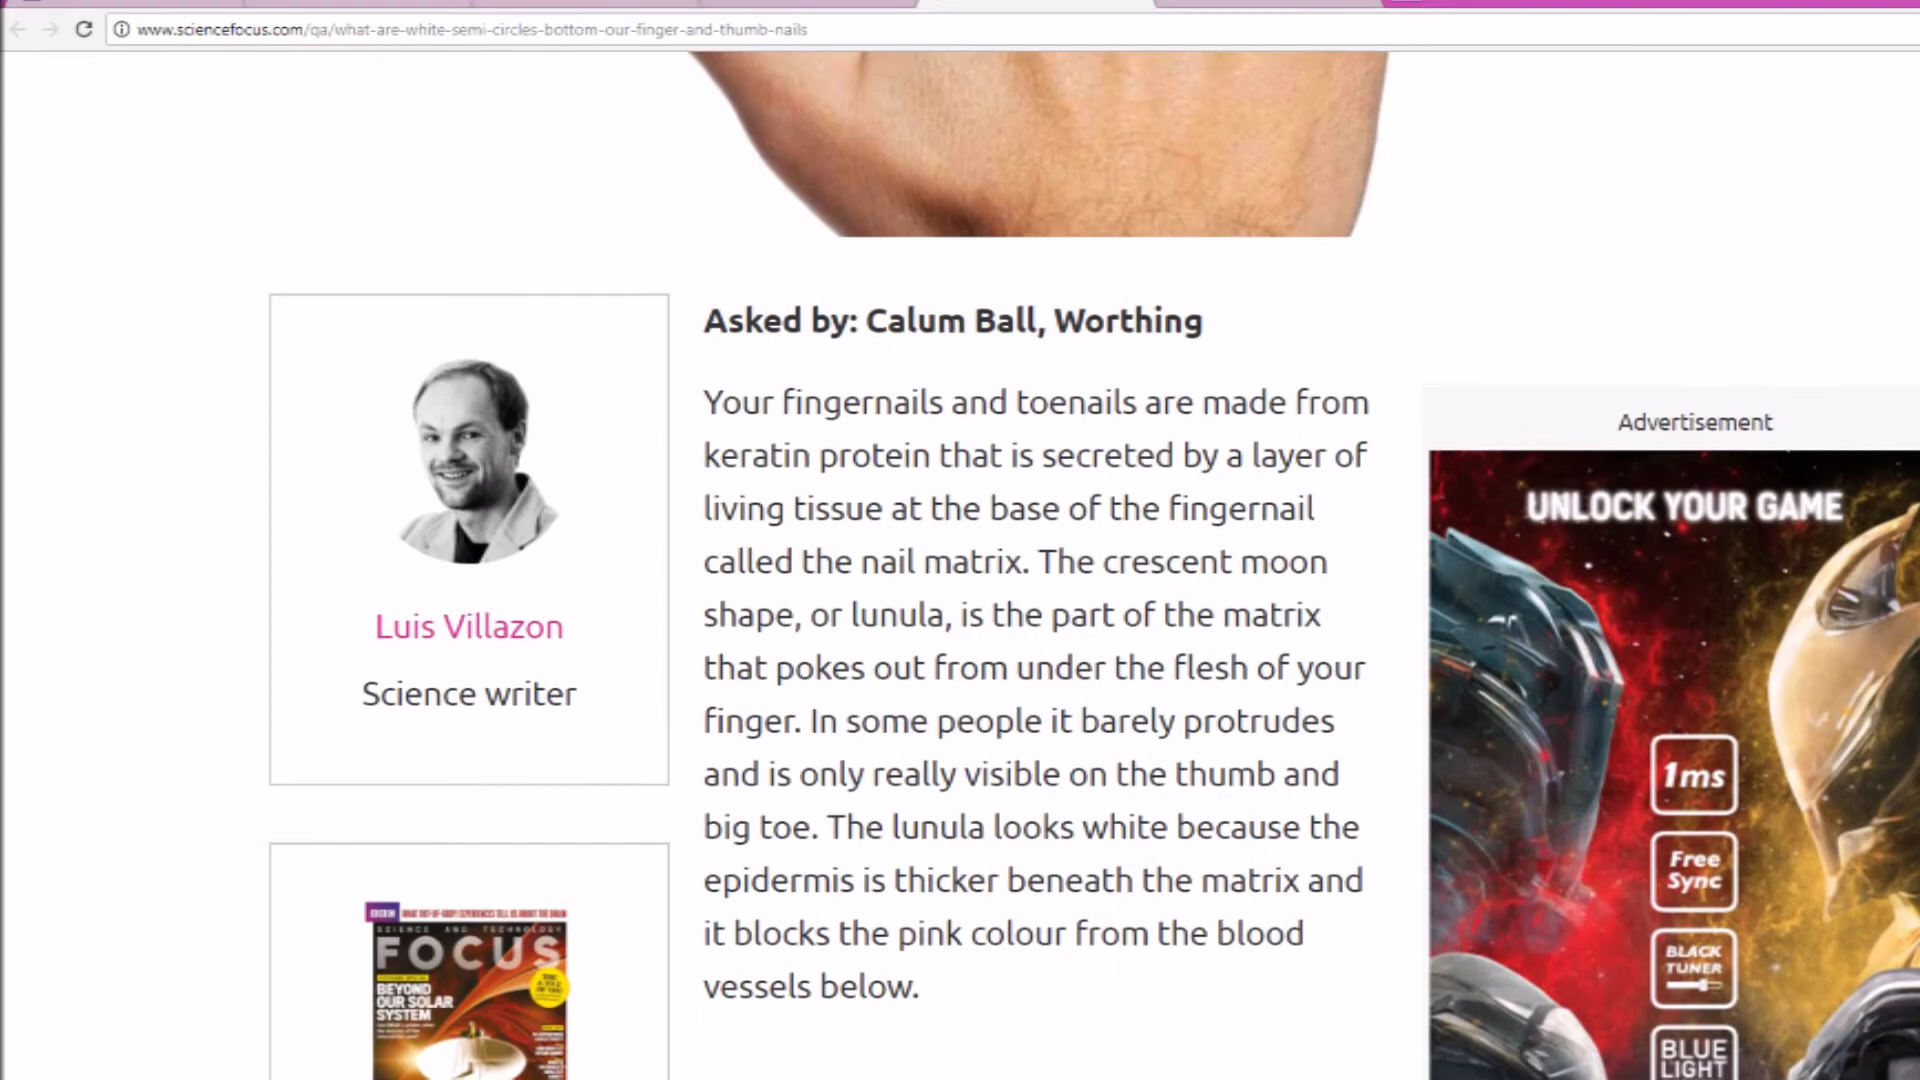 www.sciencefocus.com/qa/what-are-white-semi-circles-bottom-our-finger-and-thumb-nails
Asked by: Calum Ball, Worthing
Your fingernails and toenails are made from
keratin protein that is secreted by a layer of
living tissue at the base of the fingernail
called the nail matrix. The crescent moon
shape, or lunula, is the part of the matrix
that pokes out from under the flesh of your
finger. In some people it barely protrudes
and is only really visible on the thumb and
big toe. The lunula looks white because the
epidermis is thicker beneath the matrix and
it blocks the pink colour from the blood
vessels below.
Luis Villazon
Science writer
BBC
SCIENCE AND TECHNOLOGY
FOCUS
BEYOND
OUR SOLAR
SYSTEM
Advertisement
UNLOCK YOUR GAME
1ms
Free
Sync
BLACK
TUNER
BLUE
LIGHT